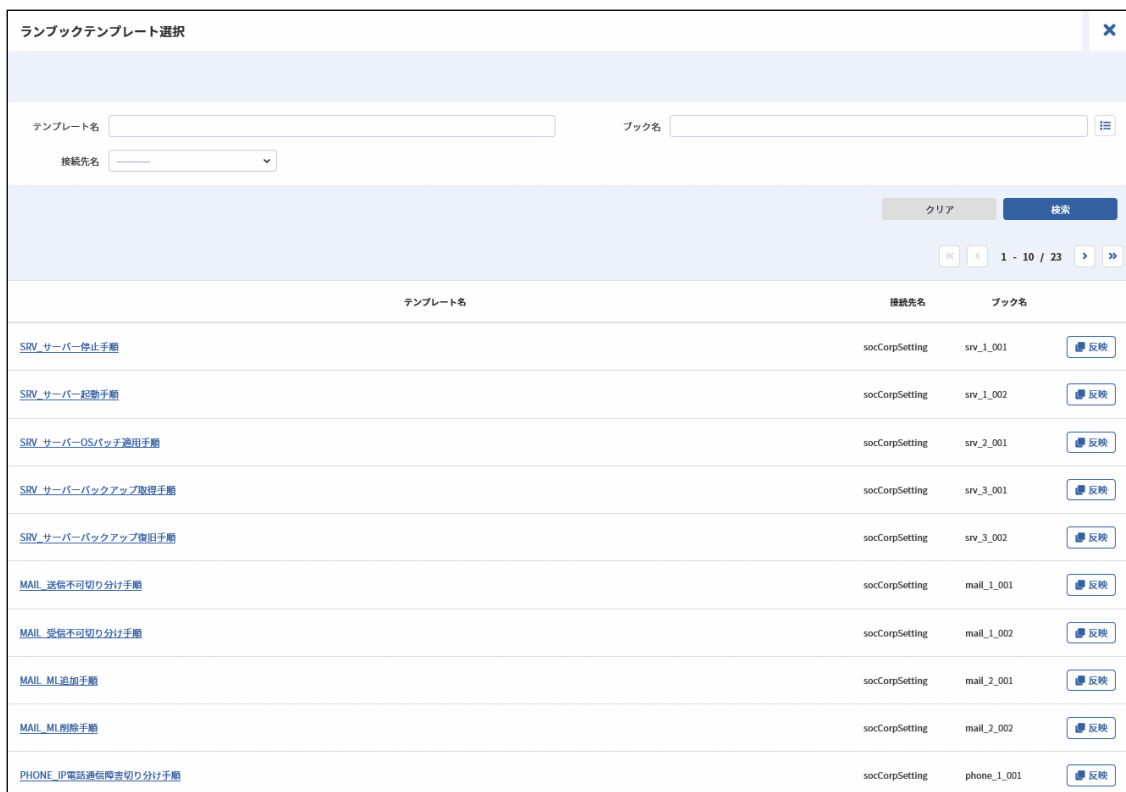 ランブックテンプレート選択
テンプレート名
ブック名
接続先名 ----------
クリア 検索
1 - 10 / 23
テンプレート名 接続先名 ブック名
SRV_サーバー停止手順 socCorpSetting srv_1_001 反映
SRV_サーバー起動手順 socCorpSetting srv_1_002 反映
SRV_サーバーOSパッチ適用手順 socCorpSetting srv_2_001 反映
SRV_サーバーバックアップ取得手順 socCorpSetting srv_3_001 反映
SRV_サーバーバックアップ復旧手順 socCorpSetting srv_3_002 反映
MAIL_送信不可切り分け手順 socCorpSetting mail_1_001 反映
MAIL_受信不可切り分け手順 socCorpSetting mail_1_002 反映
MAIL_ML追加手順 socCorpSetting mail_2_001 反映
MAIL_ML削除手順 socCorpSetting mail_2_002 反映
PHONE_IP電話通信障害切り分け手順 socCorpSetting phone_1_001 反映